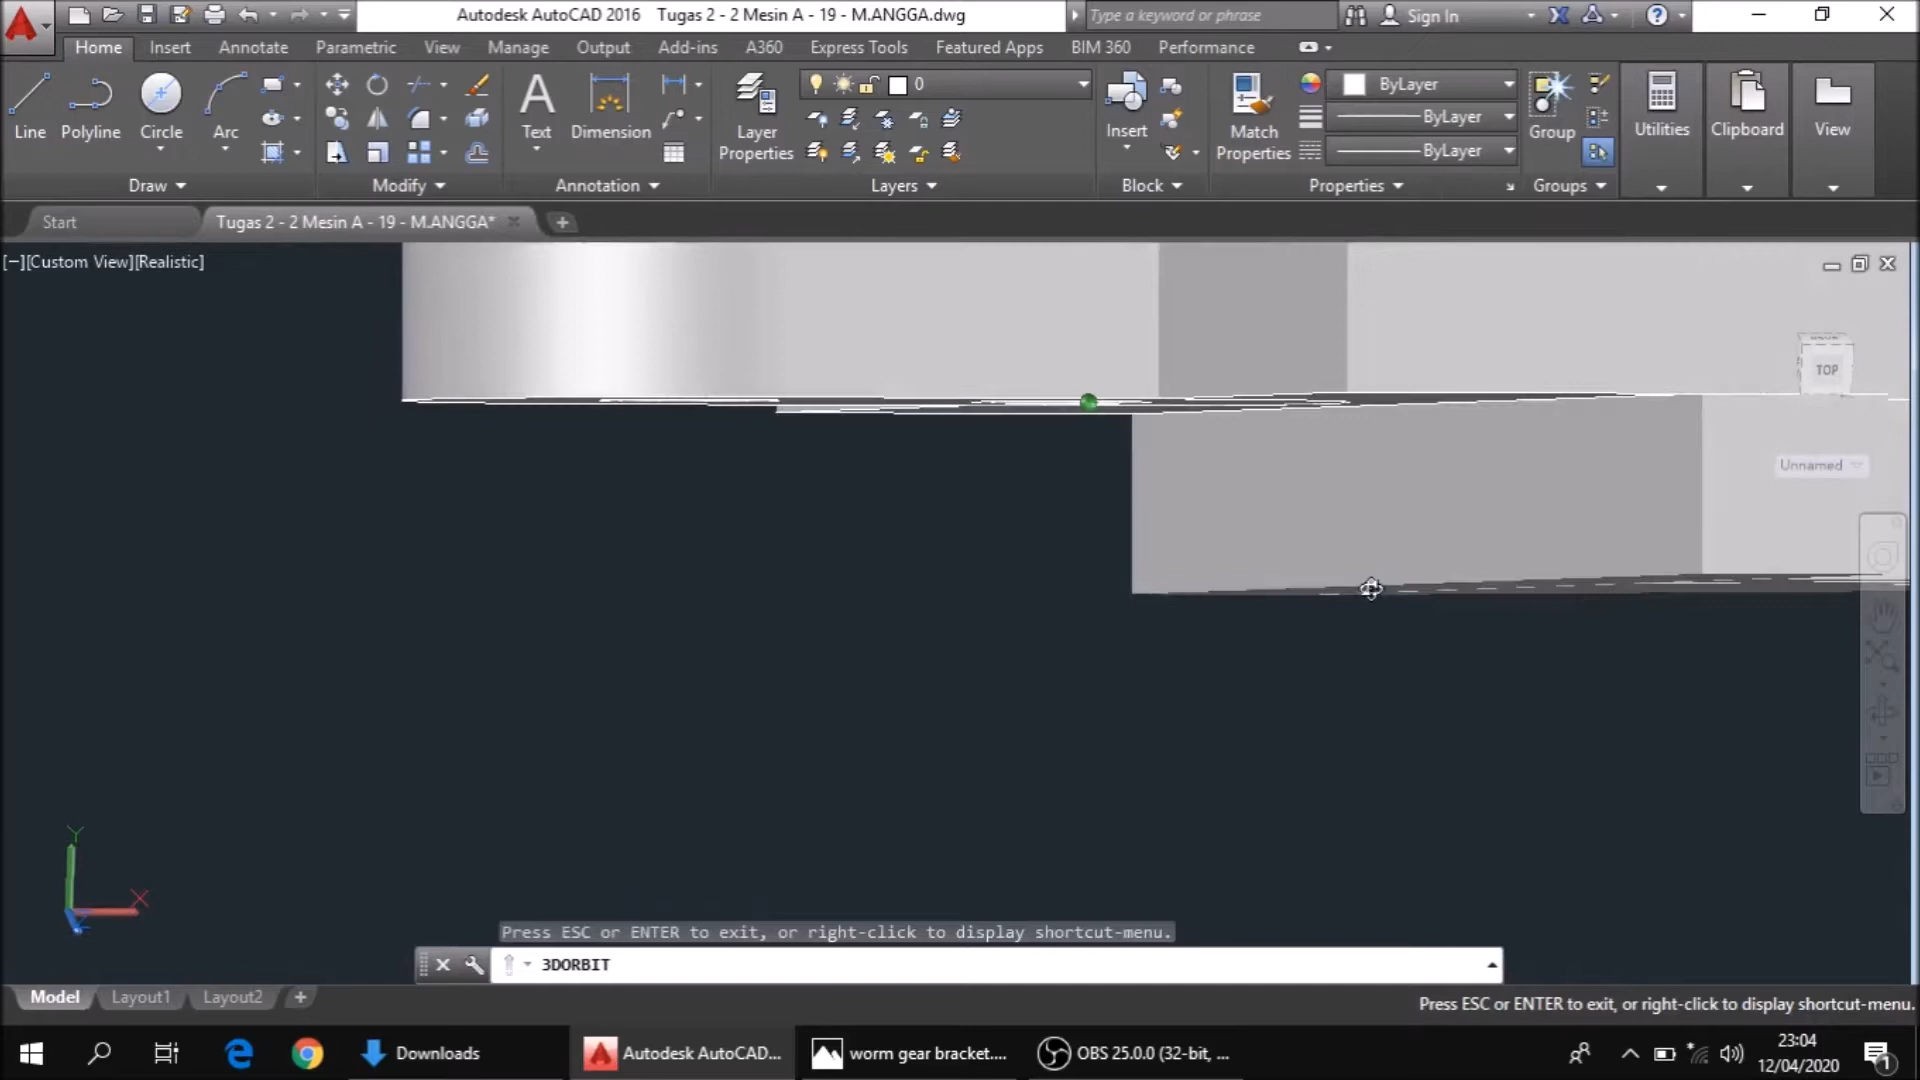 Autodesk AutoCAD 2016 Tugas 2 - 2 Mesin A - 19 - M.ANGGA.dwg
Type a keyword or phrase
Sign In
Home Insert Annotate Parametric View Manage Output Add-ins A360 Express Tools Featured Apps BIM 360 Performance
Line Polyline Circle Arc
Text Dimension
Layer Properties
0
Insert
Match Properties
ByLayer
ByLayer
ByLayer
Group
Utilities Clipboard View
Draw Modify Annotation Layers Block Properties Groups
Start Tugas 2 - 2 Mesin A - 19 - M.ANGGA*
[−][Custom View][Realistic]
TOP
Unnamed
Y
X
Press ESC or ENTER to exit, or right-click to display shortcut-menu.
3DORBIT
Model Layout1 Layout2
Press ESC or ENTER to exit, or right-click to display shortcut-menu.
Downloads Autodesk AutoCAD... worm gear bracket.... OBS 25.0.0 (32-bit, ...
23:04
12/04/2020
1